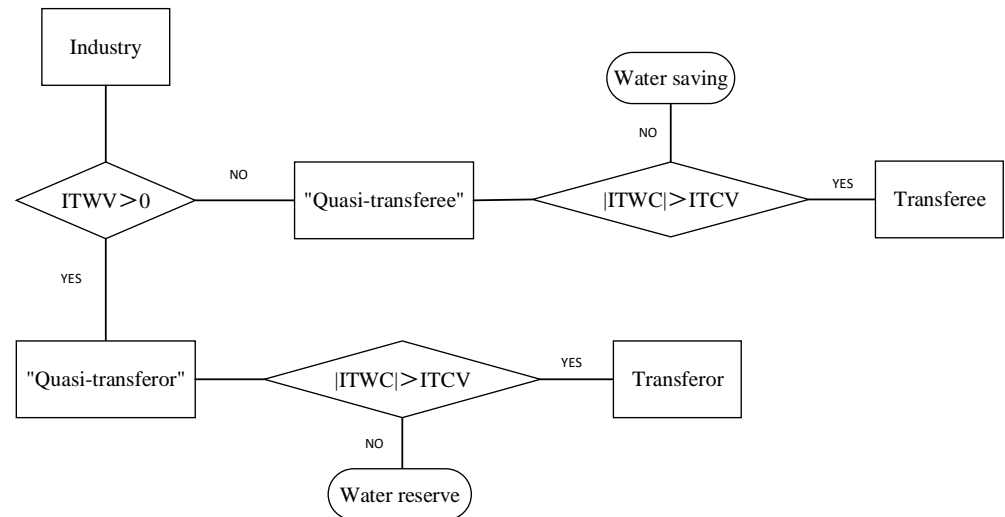 Industry
Water saving
NO
ITWV＞0
NO
"Quasi-transferee"
|ITWC|＞ITCV
YES
Transferee
YES
"Quasi-transferor"
|ITWC|＞ITCV
YES
Transferor
NO
Water reserve